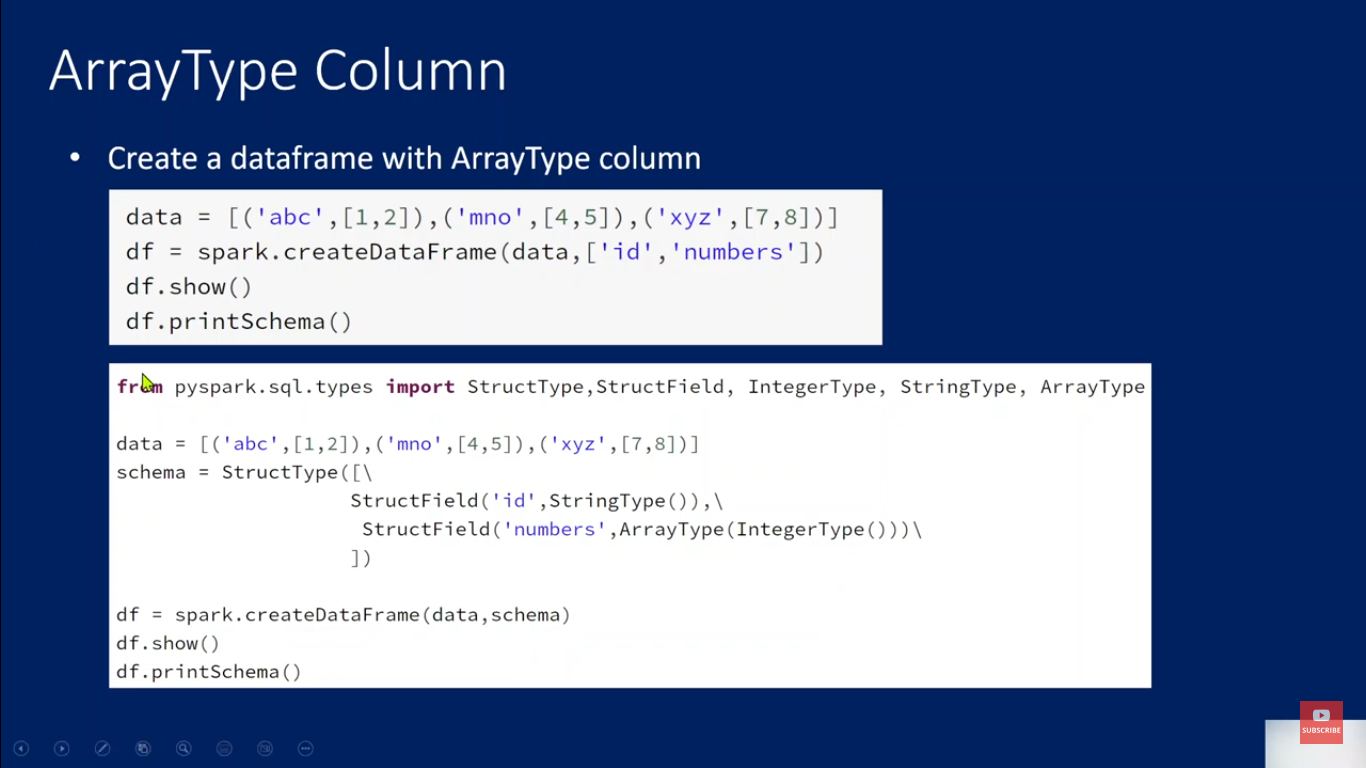 ArrayType Column
• Create a dataframe with ArrayType column
data = [('abc',[1,2]),('mno',[4,5]),('xyz',[7,8])]
df = spark.createDataFrame(data,['id','numbers'])
df.show()
df.printSchema()
from pyspark.sql.types import StructType,StructField, IntegerType, StringType, ArrayType
data = [('abc',[1,2]),('mno',[4,5]),('xyz',[7,8])]
schema = StructType([\
StructField('id',StringType()),\
StructField('numbers',ArrayType(IntegerType()))\
])
df = spark.createDataFrame(data,schema)
df.show()
df.printSchema()
SUBSCRIBE